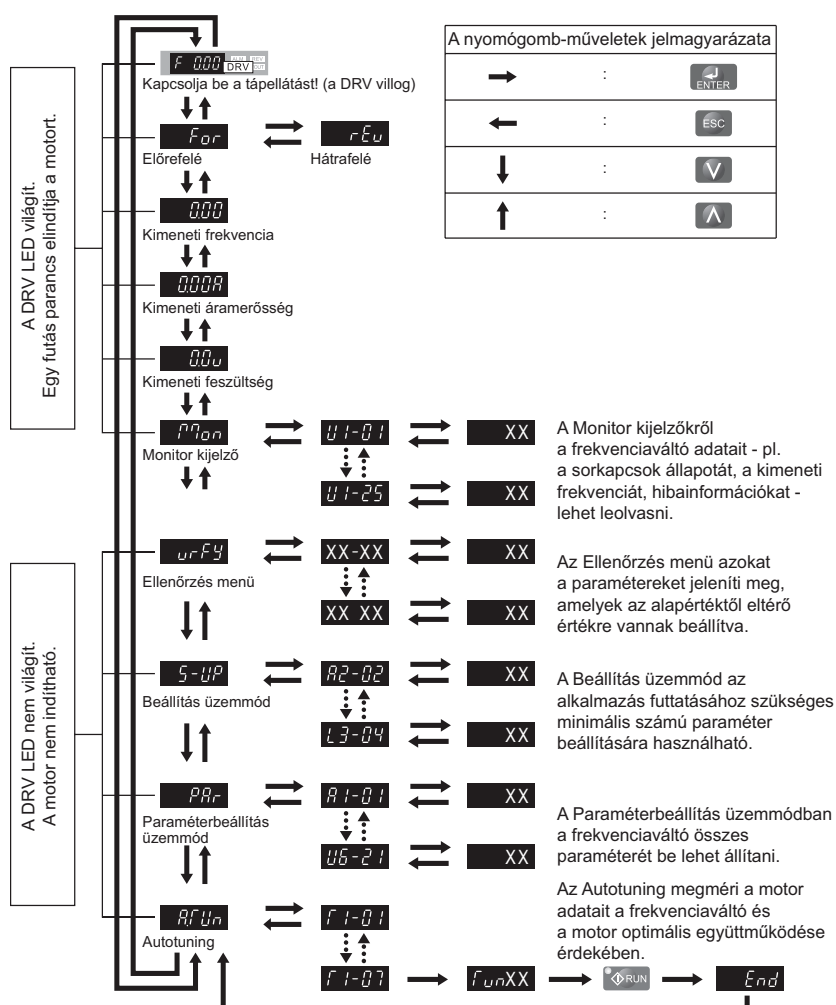 A nyomógomb-műveletek jelmagyarázata
:
ENTER
:
ESC
:
V
:
Λ
A DRV LED világít.
Egy futás parancs elindítja a motort.
F 0.00
ALM
REV
DRV
OUT
Kapcsolja be a tápellátást! (a DRV villog)
For
rEv
Előrefelé
Hátrafelé
0.00
Kimeneti frekvencia
0.00A
Kimeneti áramerősség
0.0v
Kimeneti feszültség
Mon
U1-01
XX
Monitor kijelző
U1-25
XX
A Monitor kijelzőkről
a frekvenciaváltó adatait - pl.
a sorkapcsok állapotát, a kimeneti
frekvenciát, hibainformációkat -
lehet leolvasni.
A DRV LED nem világít.
A motor nem indítható.
vrFY
XX-XX
XX
Ellenőrzés menü
XX XX
XX
Az Ellenőrzés menü azokat
a paramétereket jeleníti meg,
amelyek az alapértéktől eltérő
értékre vannak beállítva.
S-UP
A2-02
XX
Beállítás üzemmód
L3-04
XX
A Beállítás üzemmód az
alkalmazás futtatásához szükséges
minimális számú paraméter
beállítására használható.
PAr
A1-01
XX
Paraméterbeállítás
üzemmód
U6-21
XX
A Paraméterbeállítás üzemmódban
a frekvenciaváltó összes
paraméterét be lehet állítani.
A.TUn
T1-01
Autotuning
Az Autotuning megméri a motor
adatait a frekvenciaváltó és
a motor optimális együttműködése
érdekében.
T1-07
TunXX
RUN
End